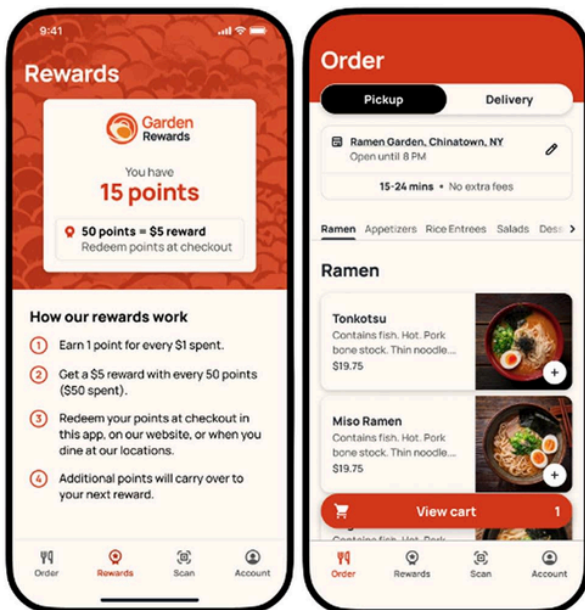 9:41
Rewards
Garden
Rewards
You have
15 points
50 points = $5 reward
Redeem points at checkout
How our rewards work
1 Earn 1 point for every $1 spent.
2 Get a $5 reward with every 50 points
($50 spent).
3 Redeem your points at checkout in
this app, on our website, or when you
dine at our locations.
4 Additional points will carry over to
your next reward.
Order Rewards Scan Account
Order
Pickup Delivery
Ramen Garden, Chinatown, NY
Open until 8 PM
15-24 mins • No extra fees
Ramen Appetizers Rice Entrees Salads Dess
Ramen
Tonkotsu
Contains fish. Hot. Pork
bone stock. Thin noodle....
$19.75
Miso Ramen
Contains fish. Hot. Pork
bone stock. Thin noodle....
$19.75
View cart 1
Order Rewards Scan Account